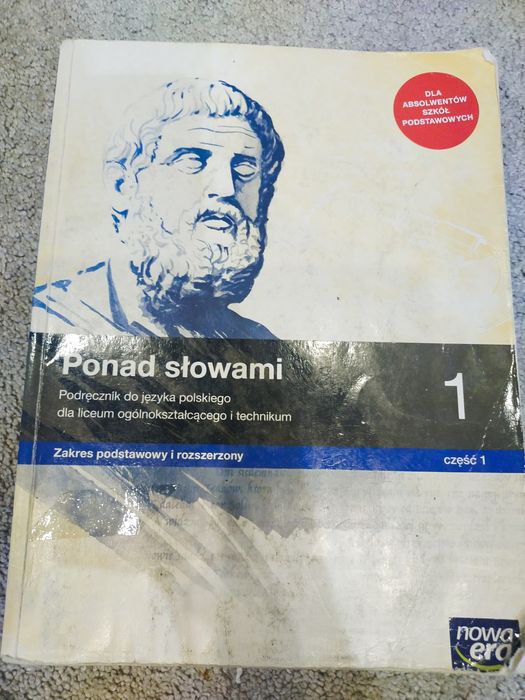 DLA
ABSOLWENTÓW
SZKÓŁ
PODSTAWOWYCH
Ponad słowami
Podręcznik do języka polskiego
dla liceum ogólnokształcącego i technikum
1
Zakres podstawowy i rozszerzony
część 1
nowa
era